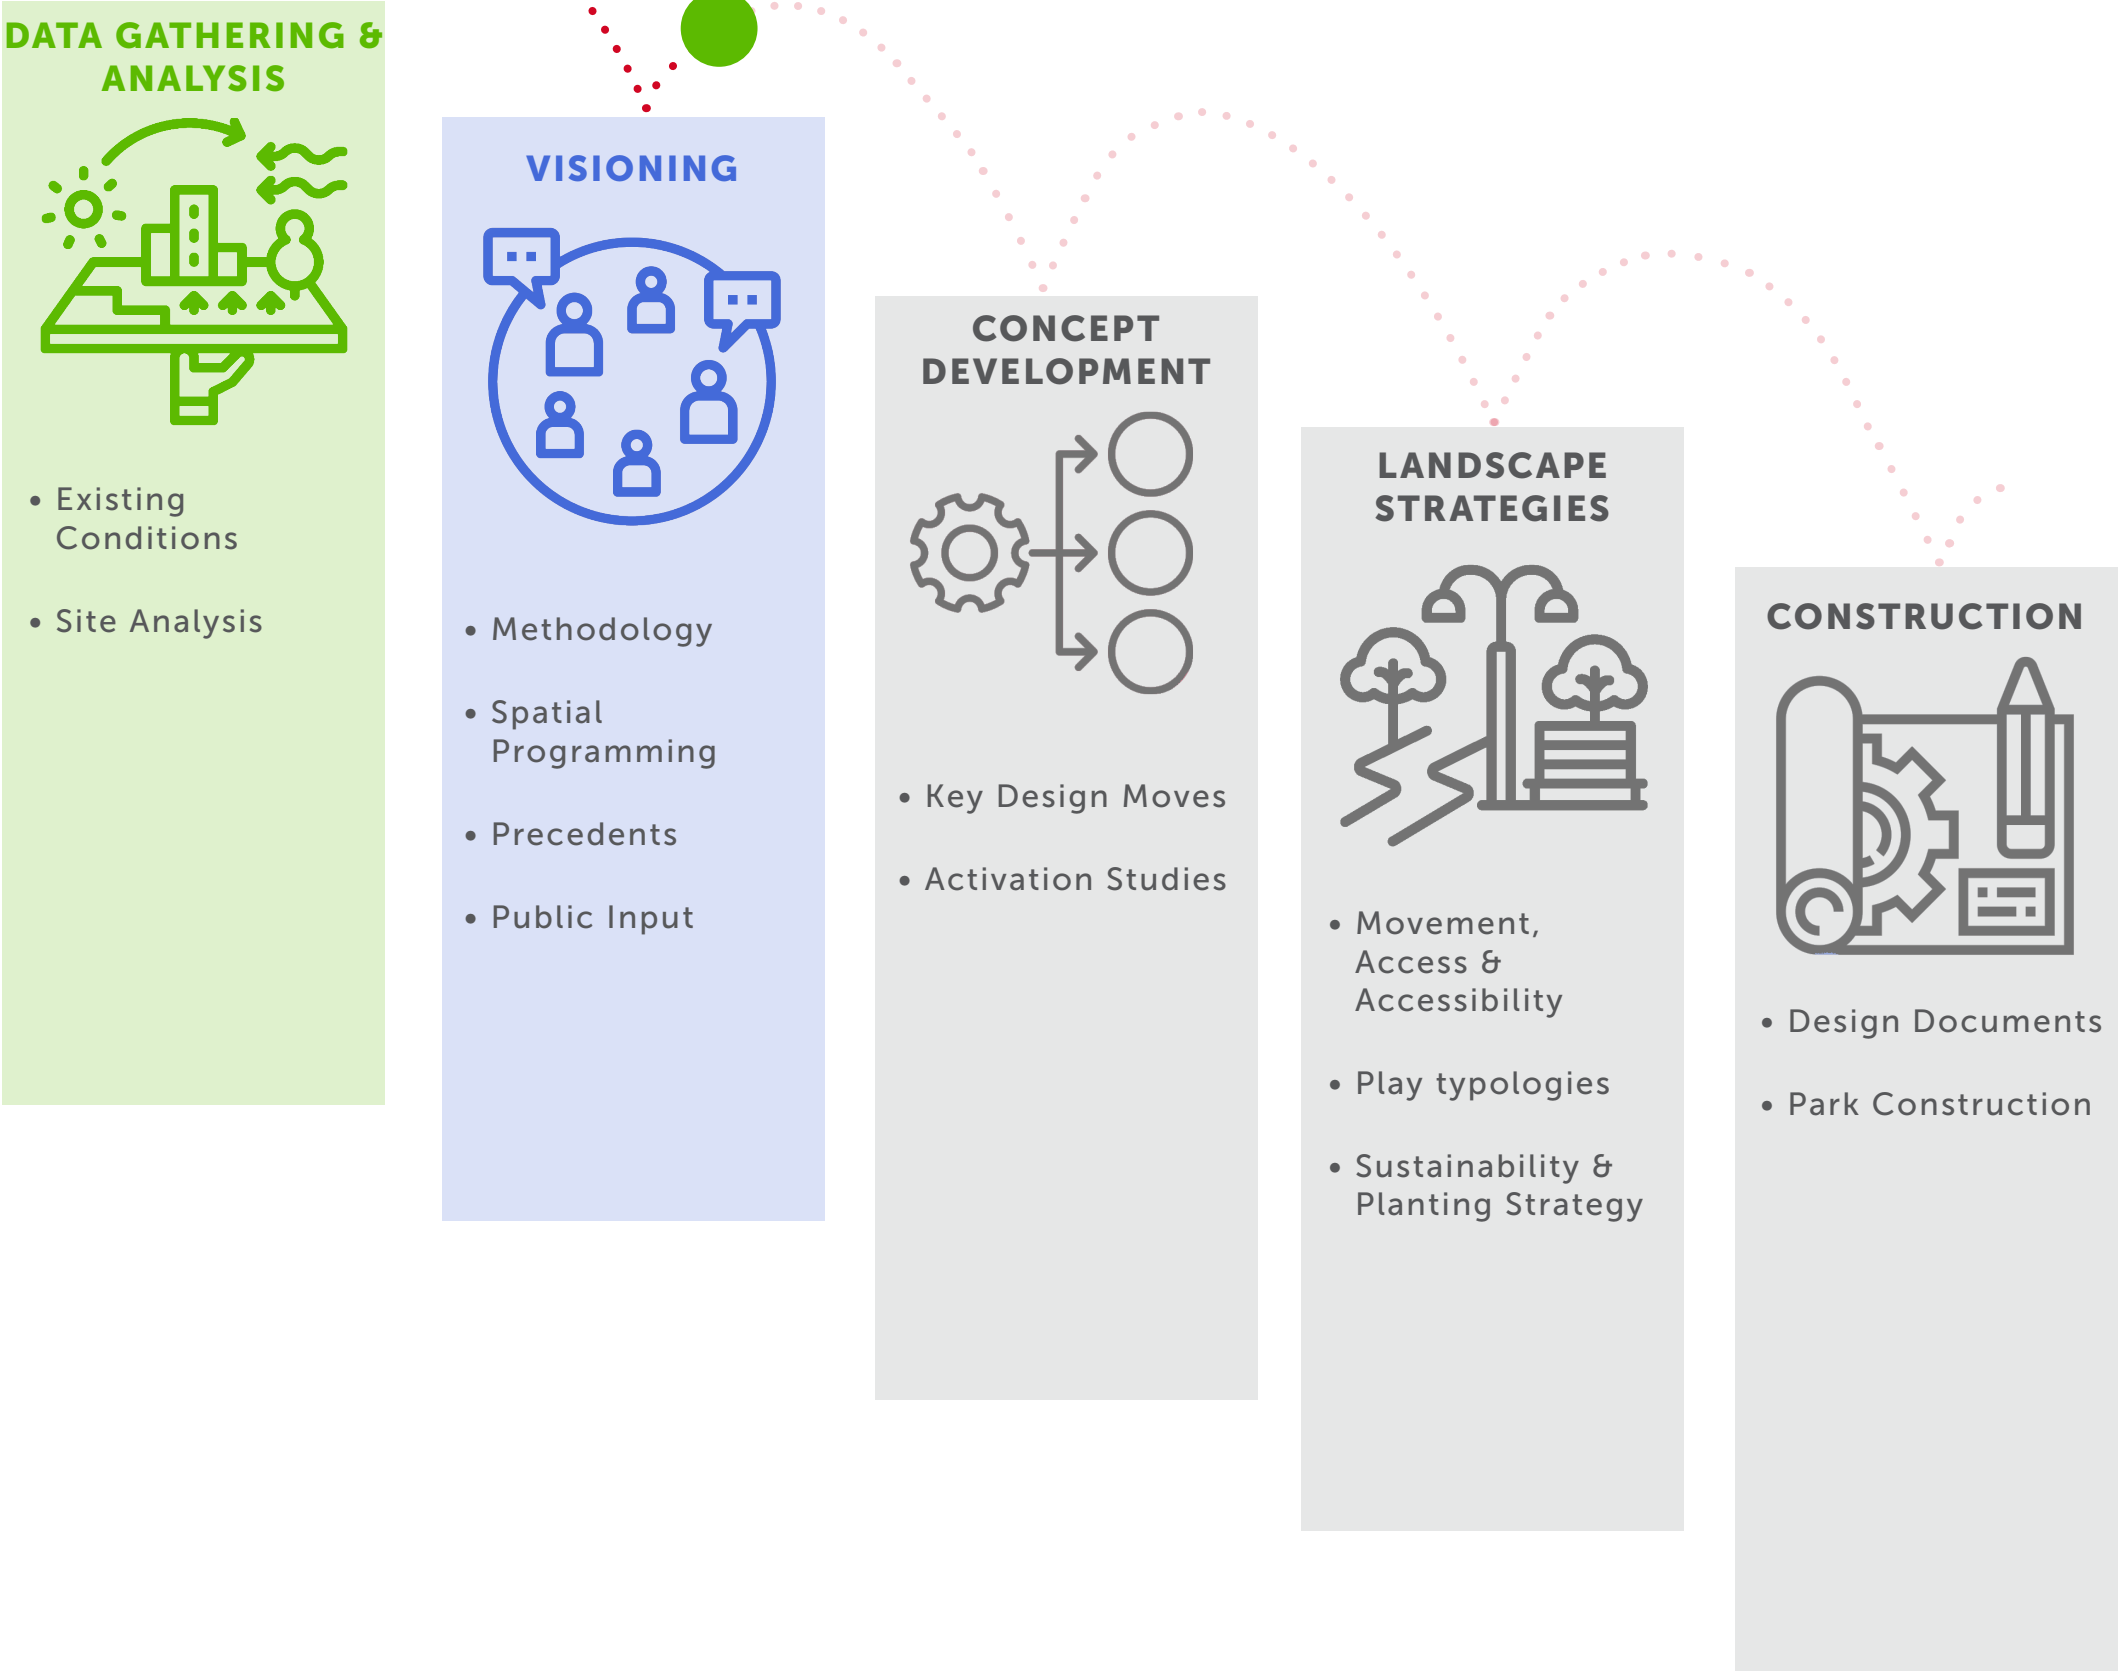 DATA GATHERING &
ANALYSIS
• Existing
Conditions
• Site Analysis
VISIONING
• Methodology
• Spatial
Programming
• Precedents
• Public Input
CONCEPT
DEVELOPMENT
• Key Design Moves
• Activation Studies
LANDSCAPE
STRATEGIES
• Movement,
Access &
Accessibility
• Play typologies
• Sustainability &
Planting Strategy
CONSTRUCTION
• Design Documents
• Park Construction